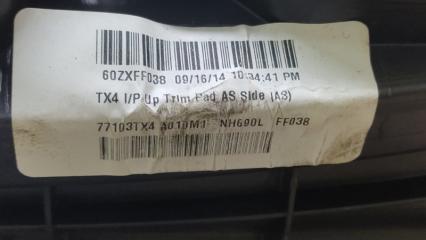 60ZXFF038 09/16/14 10:34:41 PM
TX4 I/P Up Trim Pad AS Side (AS)
77103TX4 A010M1 NH690L FF038